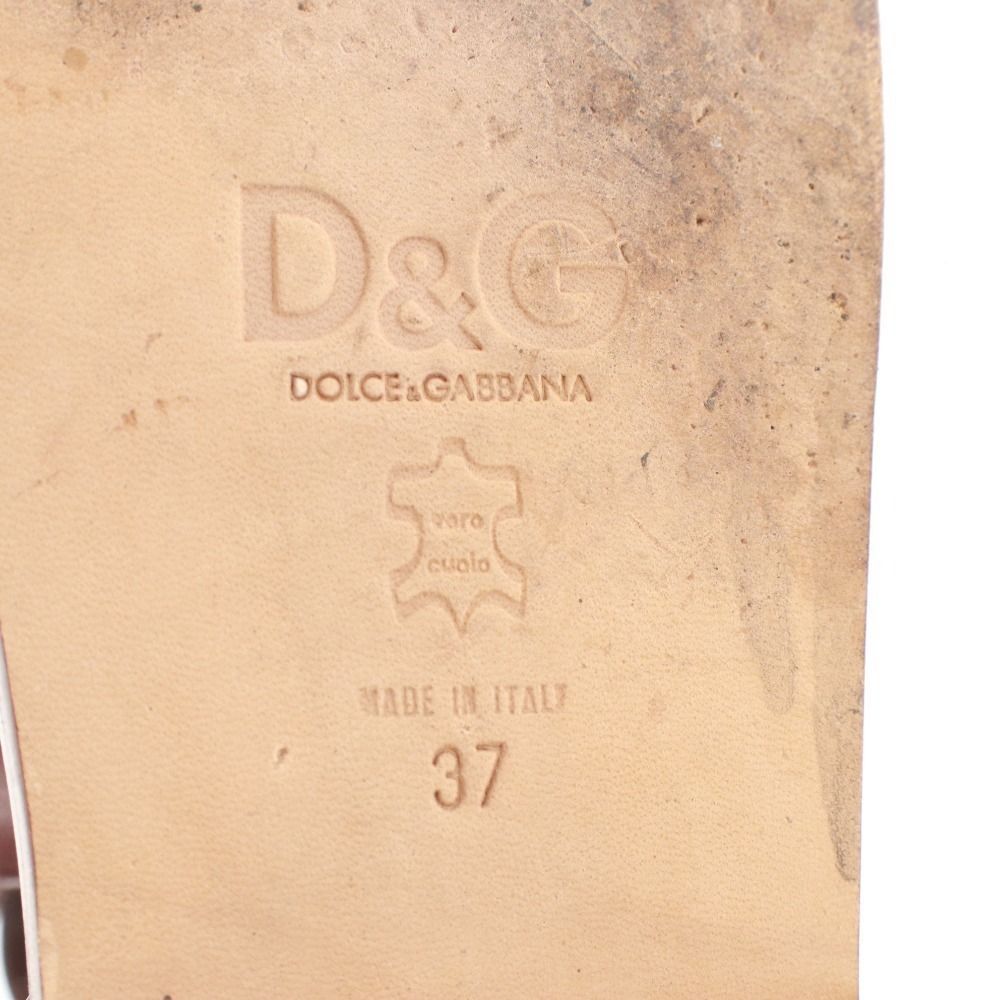 D&G
DOLCE&GABBANA
vero
cuoio
MADE IN ITALY
37